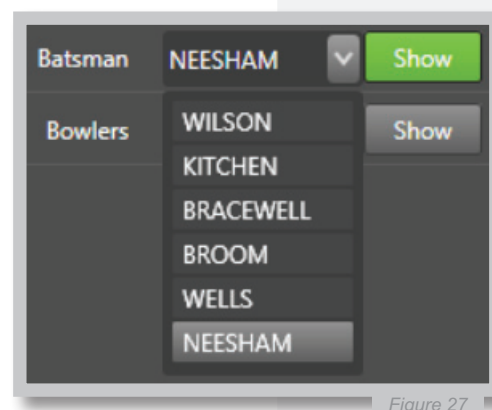 Batsman NEESHAM Show
Bowlers WILSON Show
KITCHEN
BRACEWELL
BROOM
WELLS
NEESHAM
Figure 27